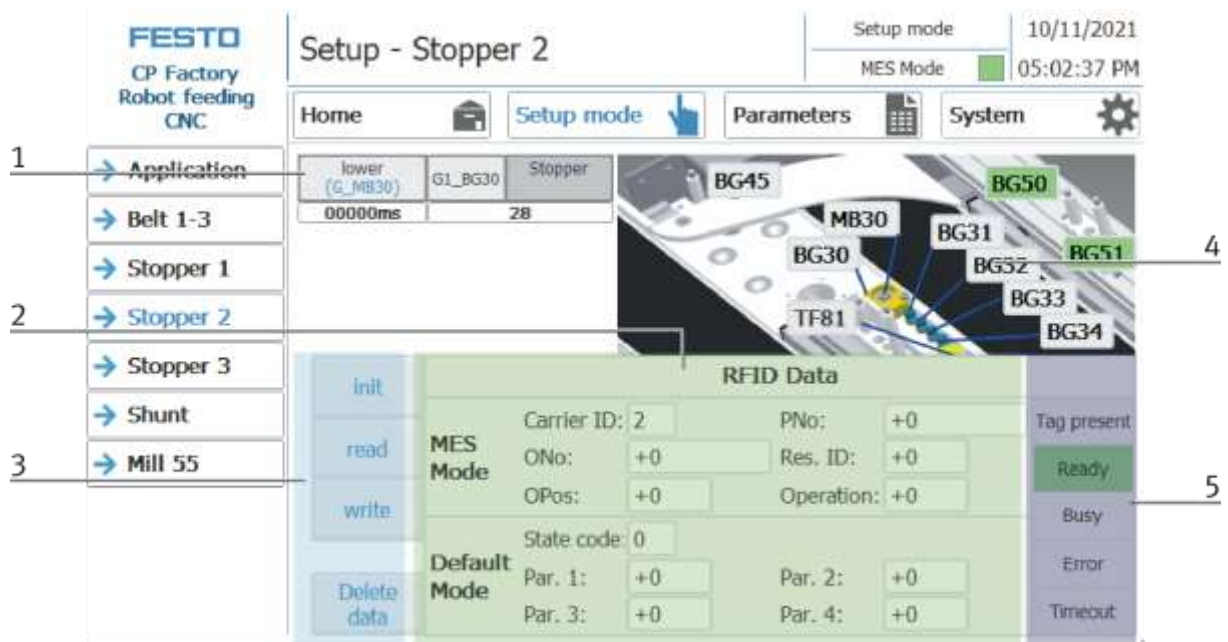 FESTO
CP Factory
Robot feeding
CNC
Setup - Stopper 2
Setup mode
MES Mode
10/11/2021
05:02:37 PM
Home
Setup mode
Parameters
System
1
Application
Belt 1-3
Stopper 1
2
Stopper 2
Stopper 3
Shunt
3
Mill 55
lower
(G_MB30)
G1_BG30
Stopper
00000ms
28
BG45
BG50
MB30
BG31
BG30
BG32
BG51
4
BG33
TF81
BG34
init
read
write
Delete
data
RFID Data
MES
Mode
Carrier ID: 2
PNo: +0
ONo: +0
Res. ID: +0
OPos: +0
Operation: +0
Default
Mode
State code: 0
Par. 1: +0
Par. 2: +0
Par. 3: +0
Par. 4: +0
Tag present
Ready
5
Busy
Error
Timeout